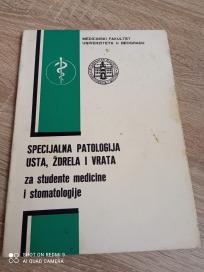 MEDICINSKI FAKULTET
UNIVERZITETA U BEOGRADU
SPECIJALNA PATOLOGIJA
USTA, ŽDRELA I VRATA
za studente medicine
i stomatologije
SHOT ON REDMI 9
AI QUAD CAMERA